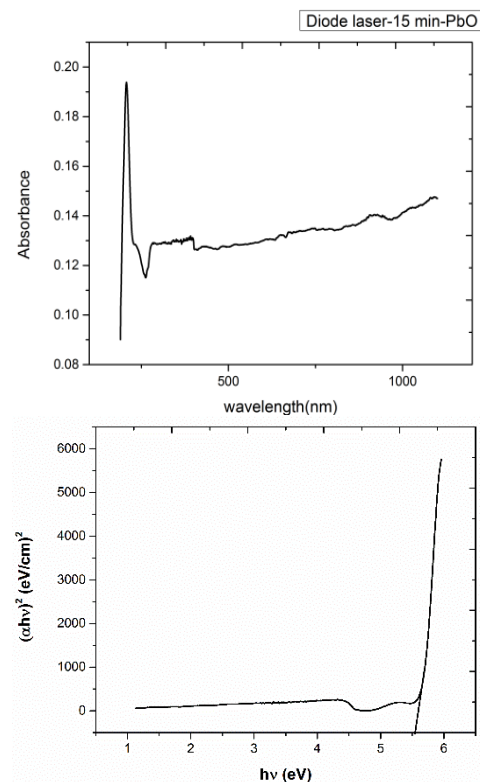 Diode laser-15 min-PbO
0.20
0.18
0.16
0.14
0.12
0.10
0.08
Absorbance
500
1000
wavelength(nm)
6000
5000
4000
3000
2000
1000
0
(αhν)² (eV/cm)²
1 2 3 4 5 6
hν (eV)